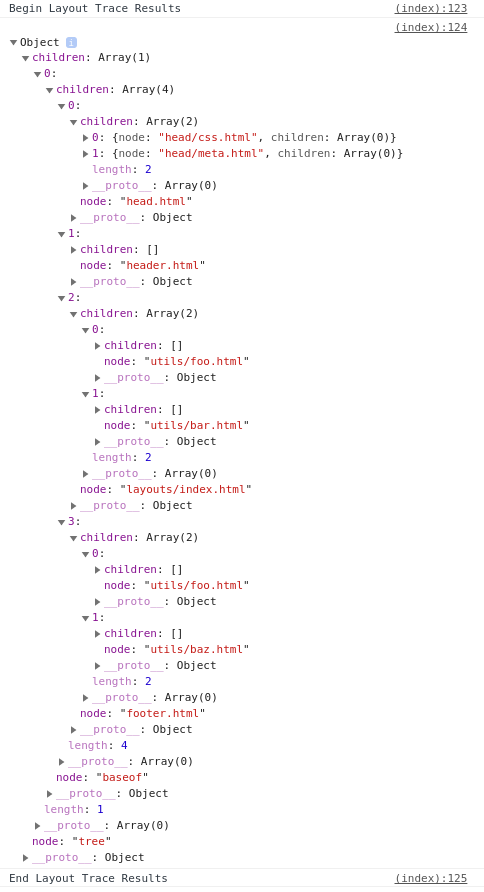 Begin Layout Trace Results (index):123
(index):124
Object i
children: Array(1)
0:
children: Array(4)
0:
children: Array(2)
0: {node: "head/css.html", children: Array(0)}
1: {node: "head/meta.html", children: Array(0)}
length: 2
__proto__: Array(0)
node: "head.html"
__proto__: Object
1:
children: []
node: "header.html"
__proto__: Object
2:
children: Array(2)
0:
children: []
node: "utils/foo.html"
__proto__: Object
1:
children: []
node: "utils/bar.html"
__proto__: Object
length: 2
__proto__: Array(0)
node: "layouts/index.html"
__proto__: Object
3:
children: Array(2)
0:
children: []
node: "utils/foo.html"
__proto__: Object
1:
children: []
node: "utils/baz.html"
__proto__: Object
length: 2
__proto__: Array(0)
node: "footer.html"
__proto__: Object
length: 4
__proto__: Array(0)
node: "baseof"
__proto__: Object
length: 1
__proto__: Array(0)
node: "tree"
__proto__: Object
End Layout Trace Results (index):125